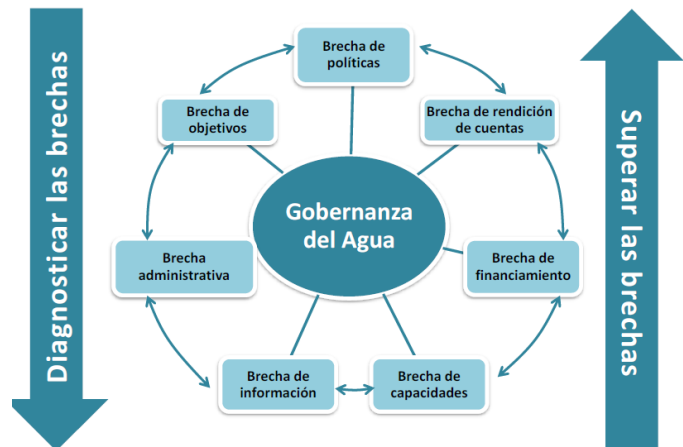 Diagnosticar las brechas
Brecha de
políticas
Brecha de
objetivos
Brecha de rendición
de cuentas
Gobernanza
del Agua
Brecha
administrativa
Brecha de
financiamiento
Brecha de
información
Brecha de
capacidades
Superar las brechas